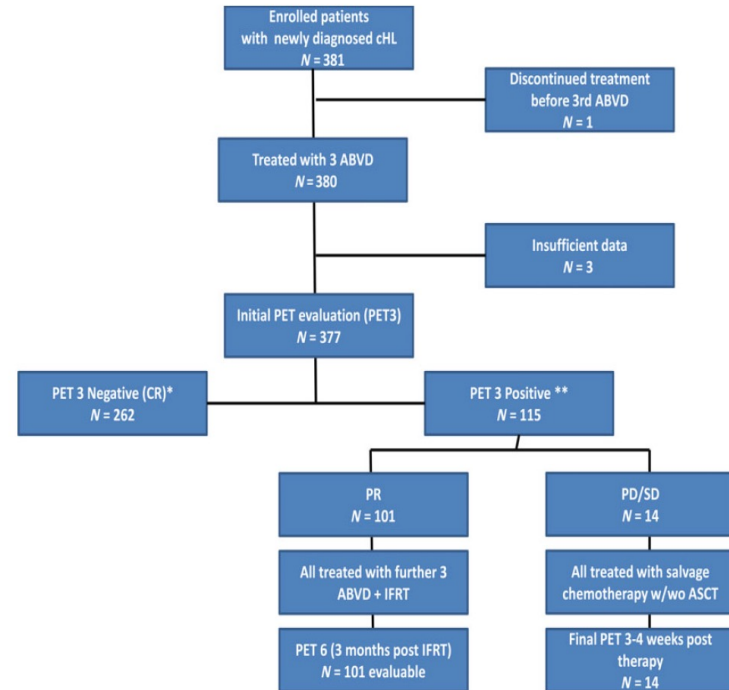 Enrolled patients
with newly diagnosed cHL
N = 381
Discontinued treatment
before 3rd ABVD
N = 1
Treated with 3 ABVD
N = 380
Insufficient data
N = 3
Initial PET evaluation (PET3)
N = 377
PET 3 Negative (CR)*
N = 262
PET 3 Positive **
N = 115
PR
N = 101
PD/SD
N = 14
All treated with further 3
ABVD + IFRT
All treated with salvage
chemotherapy w/wo ASCT
PET 6 (3 months post IFRT)
N = 101 evaluable
Final PET 3-4 weeks post
therapy
N = 14